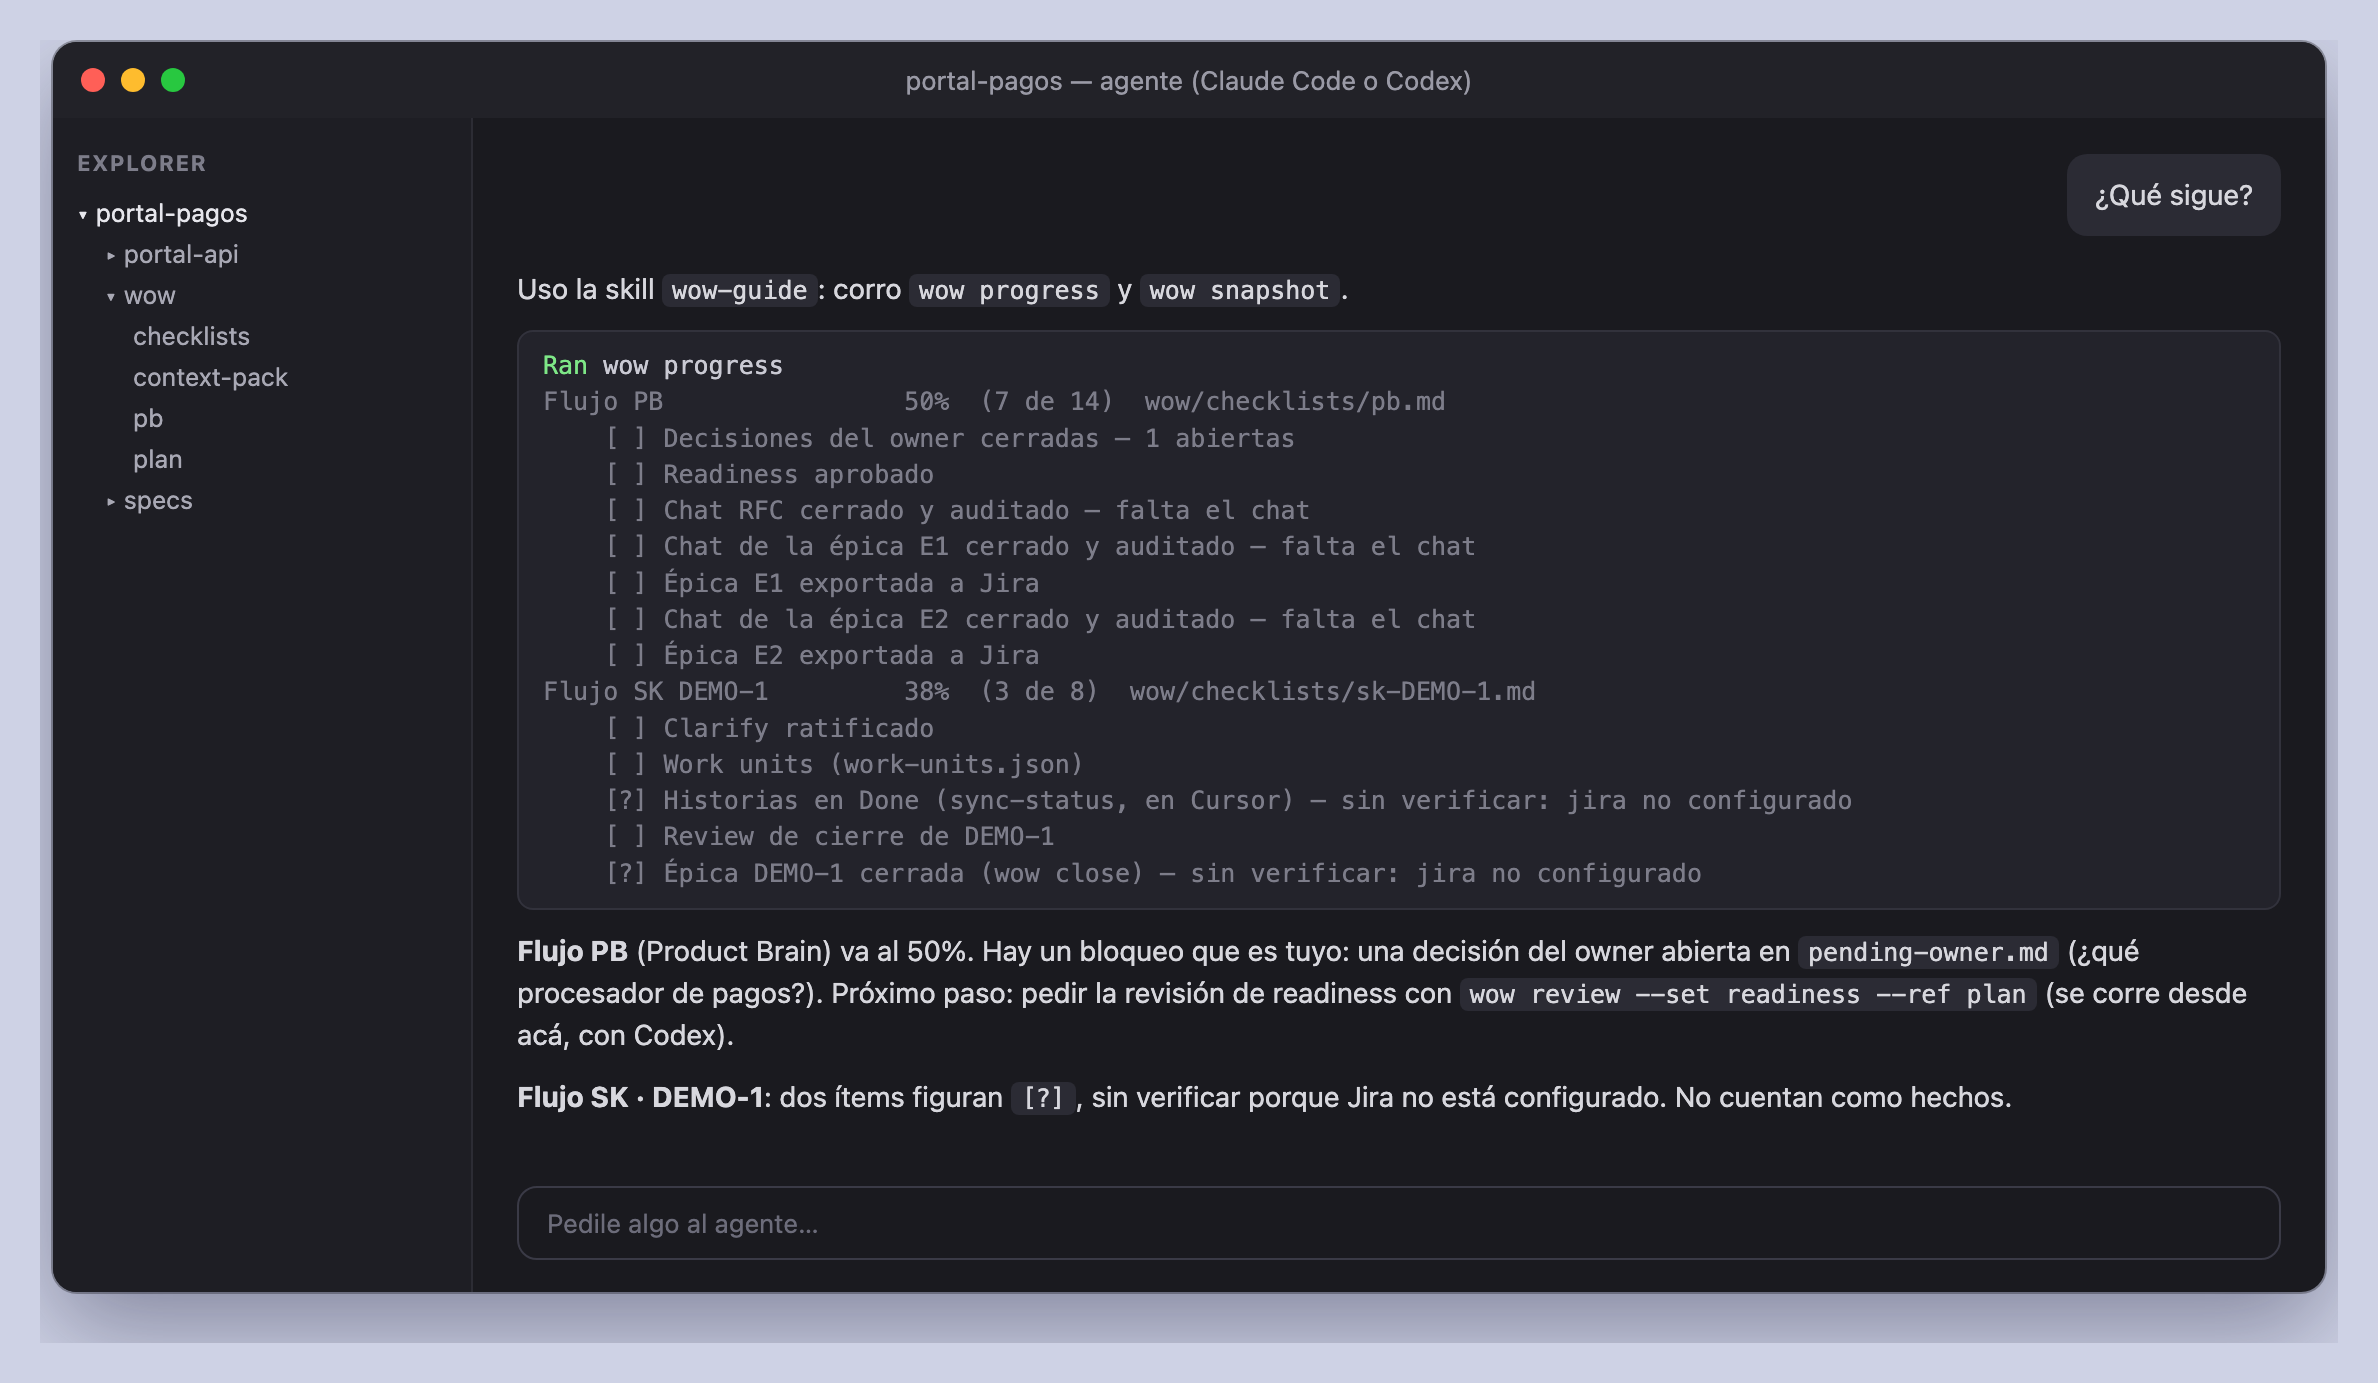 portal-pagos — agente (Claude Code o Codex)
EXPLORER
▾ portal-pagos
▸ portal-api
▾ wow
checklists
context-pack
pb
plan
▸ specs
¿Qué sigue?
Uso la skill wow-guide: corro wow progress y wow snapshot.
Ran wow progress
Flujo PB 50% (7 de 14) wow/checklists/pb.md
[ ] Decisiones del owner cerradas — 1 abiertas
[ ] Readiness aprobado
[ ] Chat RFC cerrado y auditado — falta el chat
[ ] Chat de la épica E1 cerrado y auditado — falta el chat
[ ] Épica E1 exportada a Jira
[ ] Chat de la épica E2 cerrado y auditado — falta el chat
[ ] Épica E2 exportada a Jira
Flujo SK DEMO-1 38% (3 de 8) wow/checklists/sk-DEMO-1.md
[ ] Clarify ratificado
[ ] Work units (work-units.json)
[?] Historias en Done (sync-status, en Cursor) — sin verificar: jira no configurado
[ ] Review de cierre de DEMO-1
[?] Épica DEMO-1 cerrada (wow close) — sin verificar: jira no configurado
Flujo PB (Product Brain) va al 50%. Hay un bloqueo que es tuyo: una decisión del owner abierta en pending-owner.md (¿qué
procesador de pagos?). Próximo paso: pedir la revisión de readiness con wow review --set readiness --ref plan (se corre desde
acá, con Codex).
Flujo SK · DEMO-1: dos ítems figuran [?], sin verificar porque Jira no está configurado. No cuentan como hechos.
Pedile algo al agente...